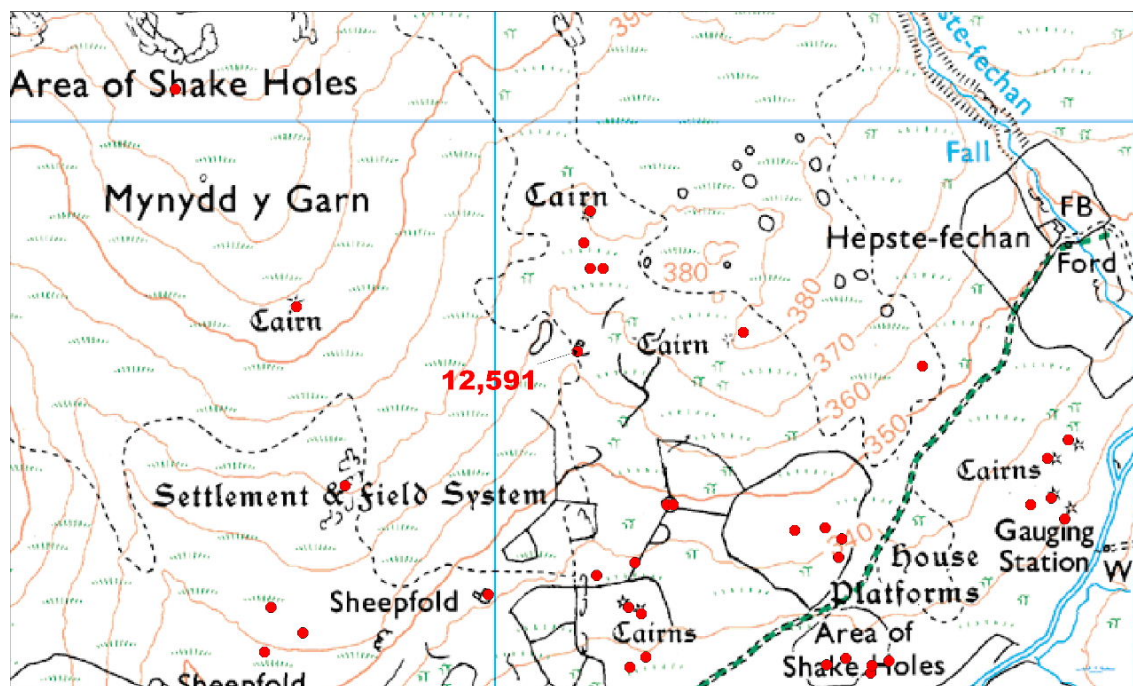 390
ste-fechan
Area of Shake Holes
Fall
Mynydd y Garn
Cairn
FB
Hepste-fechan
Ford
380
380
Cairn
Cairn
370
12,591
360
350
Cairns
Settlement & Field System
Gauging
Station
340
House
Platforms
W
Sheepfold
Cairns
Area of
Shake Holes
Sheepfold